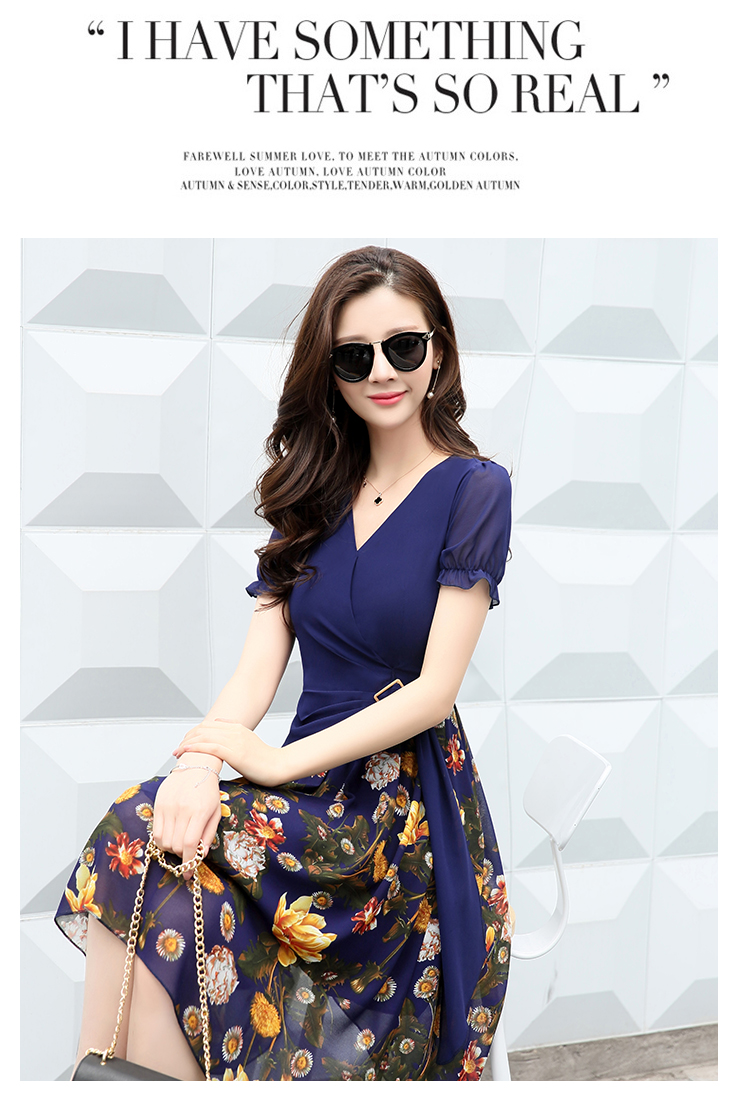 “ I HAVE SOMETHING
THAT’S SO REAL ”
FAREWELL SUMMER LOVE, TO MEET THE AUTUMN COLORS,
LOVE AUTUMN, LOVE AUTUMN COLOR
AUTUMN & SENSE,COLOR,STYLE,TENDER,WARM,GOLDEN AUTUMN